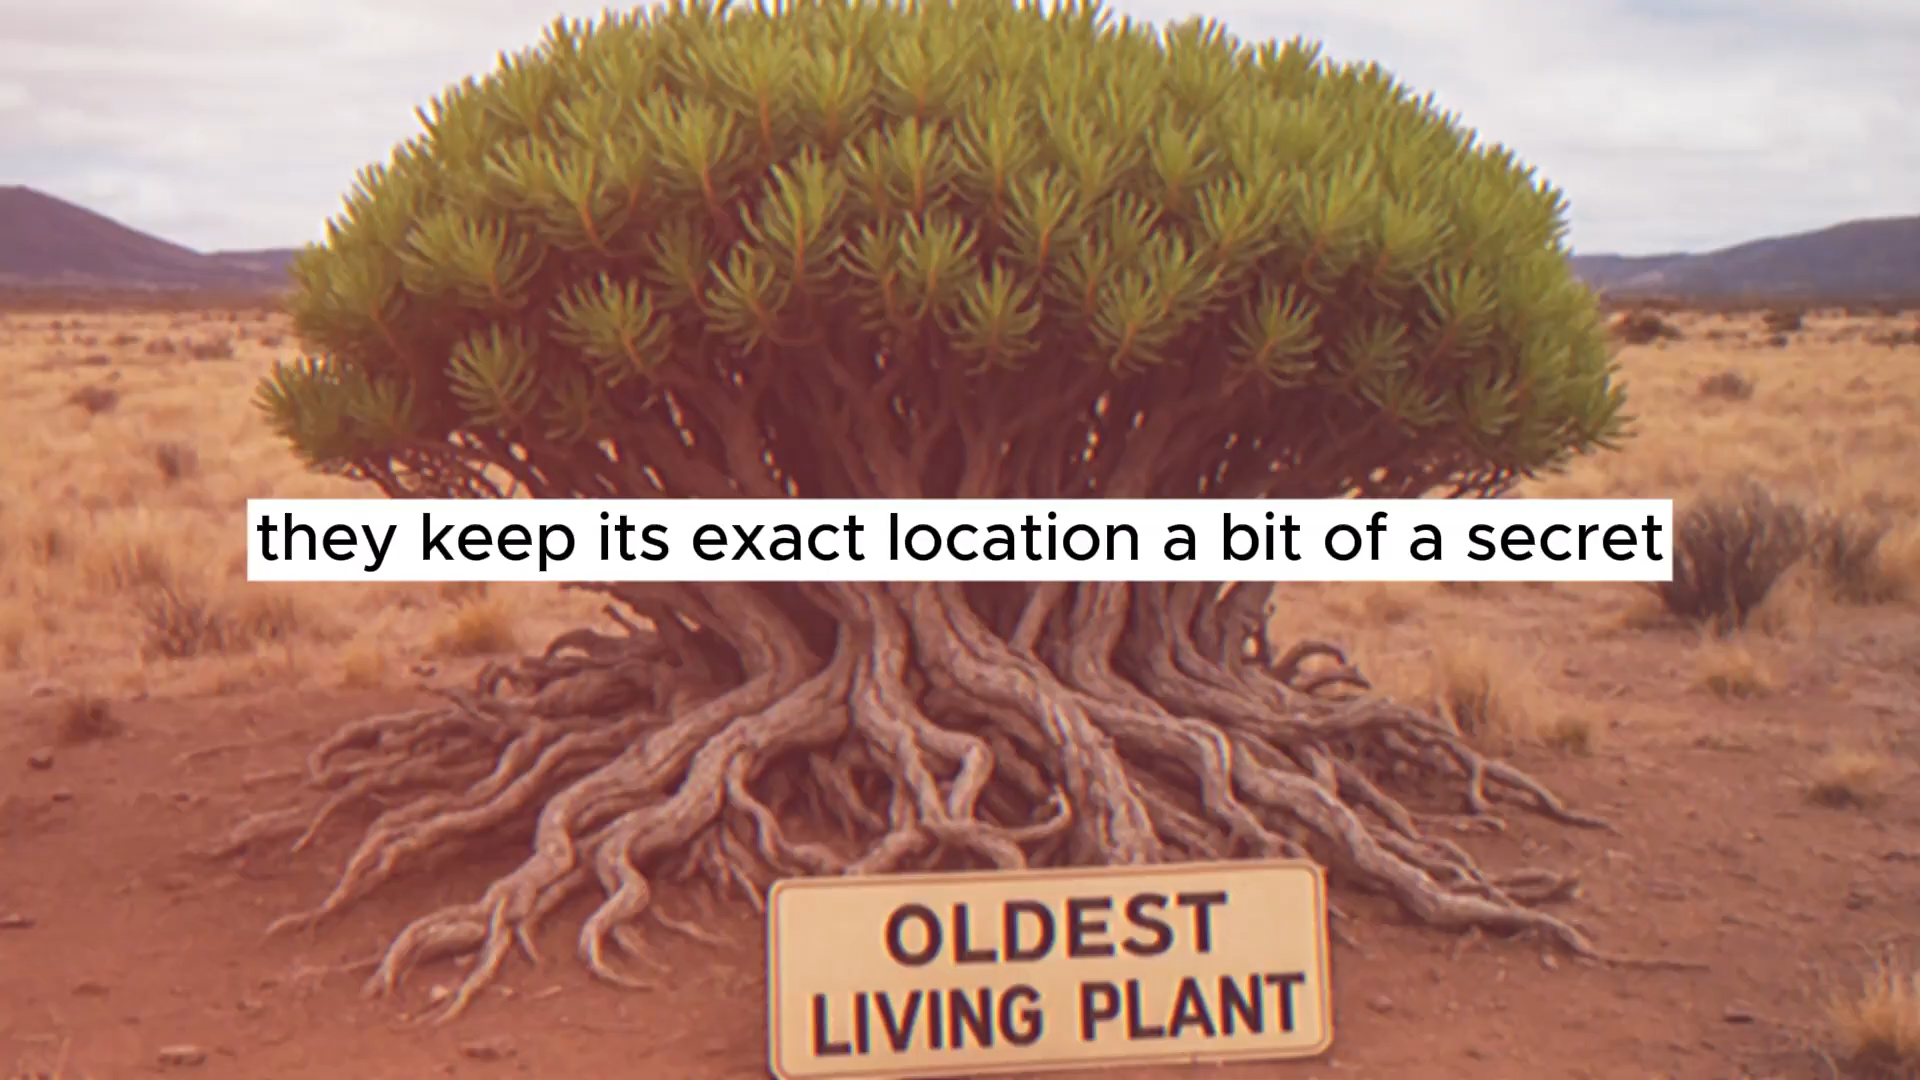 they keep its exact location a bit of a secret
OLDEST
LIVING PLANT